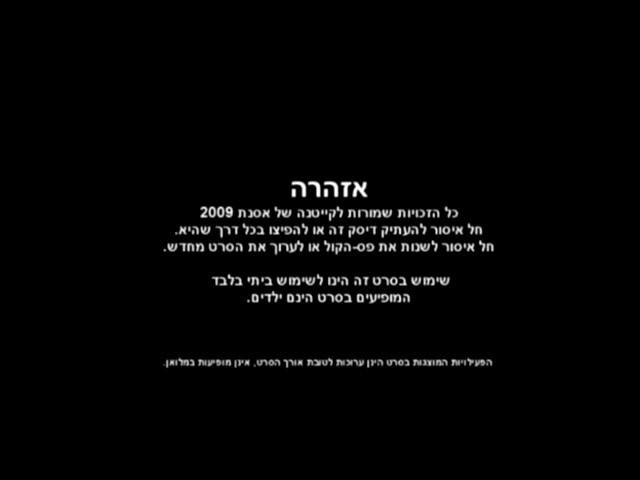 אזהרה
כל הזכויות שמורות לקייטנה של אסנת 2009
חל איסור להעתיק דיסק זה או להפיצו בכל דרך שהיא.
חל איסור לשנות את פס-הקול או לערוך את הסרט מחדש.
שימוש בסרט זה הינו לשימוש ביתי בלבד
המופיעים בסרט הינם ילדים.
הפעילויות המוצגות בסרט הינן ערוכות לטובת אורך הסרט, אינן מופיעות במלואן.